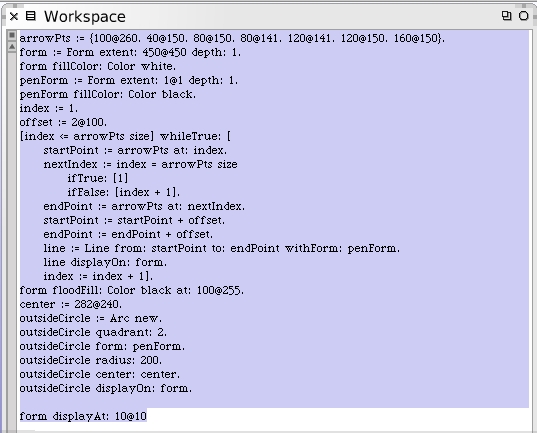 Workspace
arrowPts := {100@260. 40@150. 80@150. 80@141. 120@141. 120@150. 160@150}.
form := Form extent: 450@450 depth: 1.
form fillColor: Color white.
penForm := Form extent: 1@1 depth: 1.
penForm fillColor: Color black.
index := 1.
offset := 2@100.
[index <= arrowPts size] whileTrue: [
startPoint := arrowPts at: index.
nextIndex := index = arrowPts size
ifTrue: [1]
ifFalse: [index + 1].
endPoint := arrowPts at: nextIndex.
startPoint := startPoint + offset.
endPoint := endPoint + offset.
line := Line from: startPoint to: endPoint withForm: penForm.
line displayOn: form.
index := index + 1].
form floodFill: Color black at: 100@255.
center := 282@240.
outsideCircle := Arc new.
outsideCircle quadrant: 2.
outsideCircle form: penForm.
outsideCircle radius: 200.
outsideCircle center: center.
outsideCircle displayOn: form.
form displayAt: 10@10